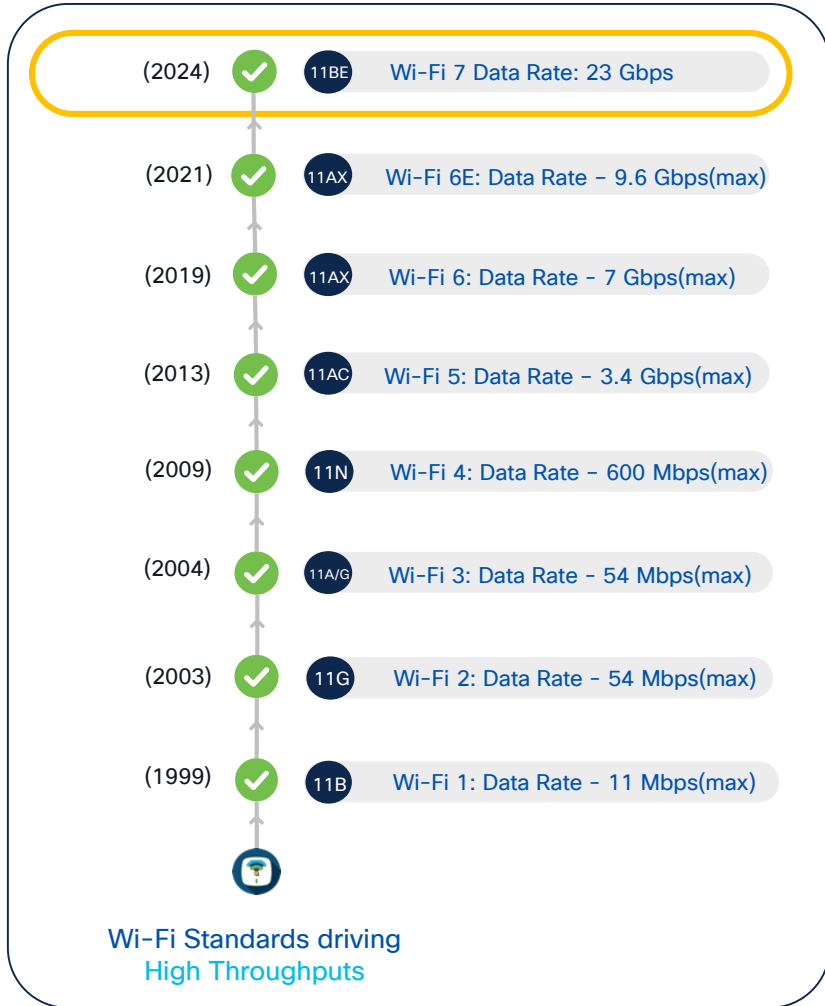 (2024) 11BE Wi-Fi 7 Data Rate: 23 Gbps
(2021) 11AX Wi-Fi 6E: Data Rate – 9.6 Gbps(max)
(2019) 11AX Wi-Fi 6: Data Rate - 7 Gbps(max)
(2013) 11AC Wi-Fi 5: Data Rate – 3.4 Gbps(max)
(2009) 11N Wi-Fi 4: Data Rate – 600 Mbps(max)
(2004) 11A/G Wi-Fi 3: Data Rate - 54 Mbps(max)
(2003) 11G Wi-Fi 2: Data Rate - 54 Mbps(max)
(1999) 11B Wi-Fi 1: Data Rate - 11 Mbps(max)
Wi-Fi Standards driving
High Throughputs